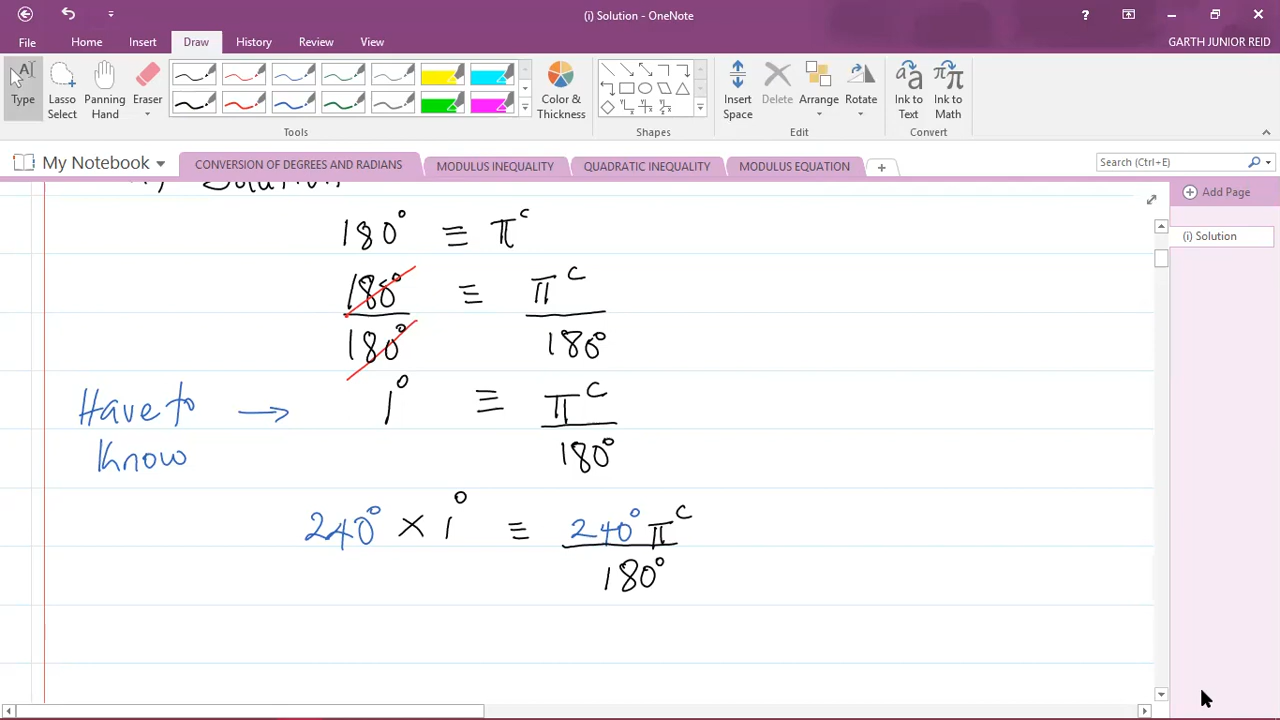 (i) Solution - OneNote
?
File Home Insert Draw History Review View
GARTH JUNIOR REID
Type
Lasso Select
Panning Hand
Eraser
Color & Thickness
Insert Space
Delete
Arrange
Rotate
Ink to Text
Ink to Math
Tools
Shapes
Edit
Convert
My Notebook
CONVERSION OF DEGREES AND RADIANS
MODULUS INEQUALITY
QUADRATIC INEQUALITY
MODULUS EQUATION
Search (Ctrl+E)
Add Page
(i) Solution
Solution
180° ≡ π^c
180° ≡ π^c
180° 180°
Have to → 1° ≡ π^c
Know 180°
240° × 1° ≡ 240° π^c
180°